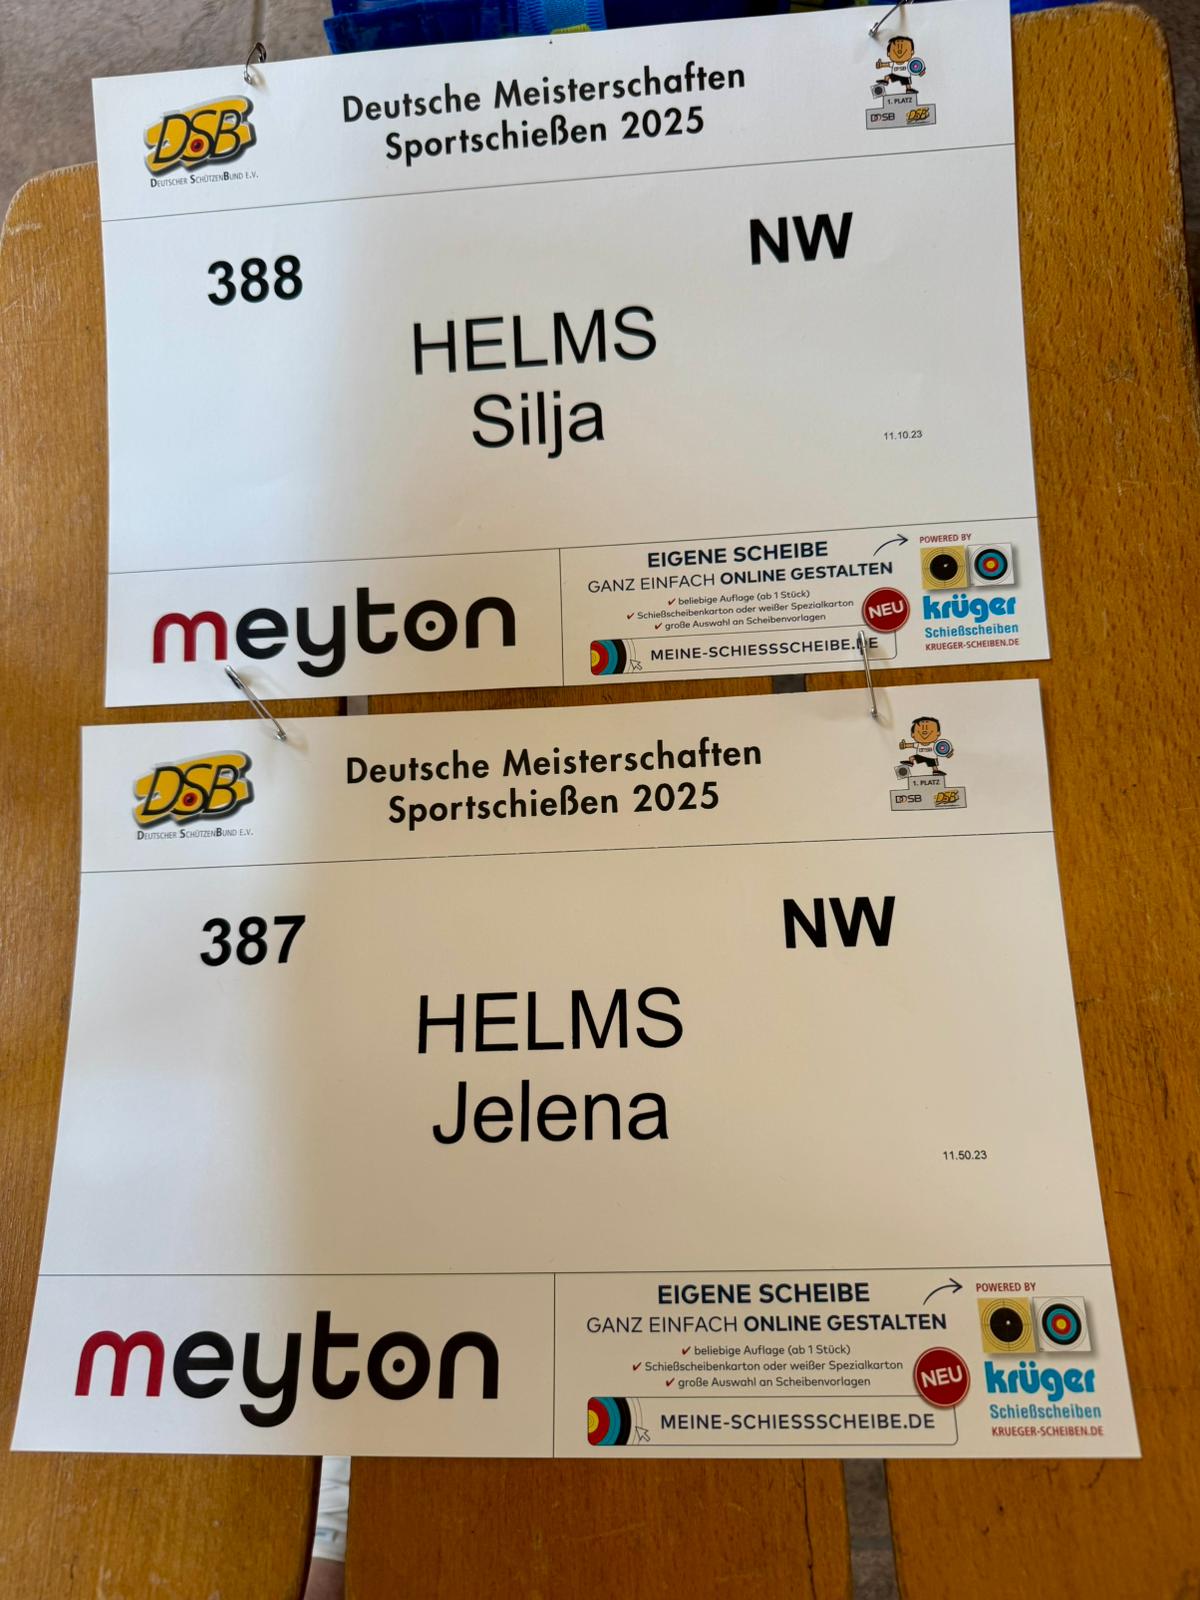 DSB
DEUTSCHER SCHÜTZENBUND E.V.
Deutsche Meisterschaften
Sportschießen 2025
1. PLATZ
DOSB DSB
388
NW
HELMS
Silja
11.10.23
meyton
EIGENE SCHEIBE
GANZ EINFACH ONLINE GESTALTEN
✓ beliebige Auflage (ab 1 Stück)
✓ Schießscheibenkarton oder weißer Spezialkarton
✓ große Auswahl an Scheibenvorlagen
NEU
MEINE-SCHIESSSCHEIBE.DE
POWERED BY
krüger
Schießscheiben
KRUEGER-SCHEIBEN.DE
DSB
DEUTSCHER SCHÜTZENBUND E.V.
Deutsche Meisterschaften
Sportschießen 2025
1. PLATZ
DOSB DSB
387
NW
HELMS
Jelena
11.50.23
meyton
EIGENE SCHEIBE
GANZ EINFACH ONLINE GESTALTEN
✓ beliebige Auflage (ab 1 Stück)
✓ Schießscheibenkarton oder weißer Spezialkarton
✓ große Auswahl an Scheibenvorlagen
NEU
MEINE-SCHIESSSCHEIBE.DE
POWERED BY
krüger
Schießscheiben
KRUEGER-SCHEIBEN.DE